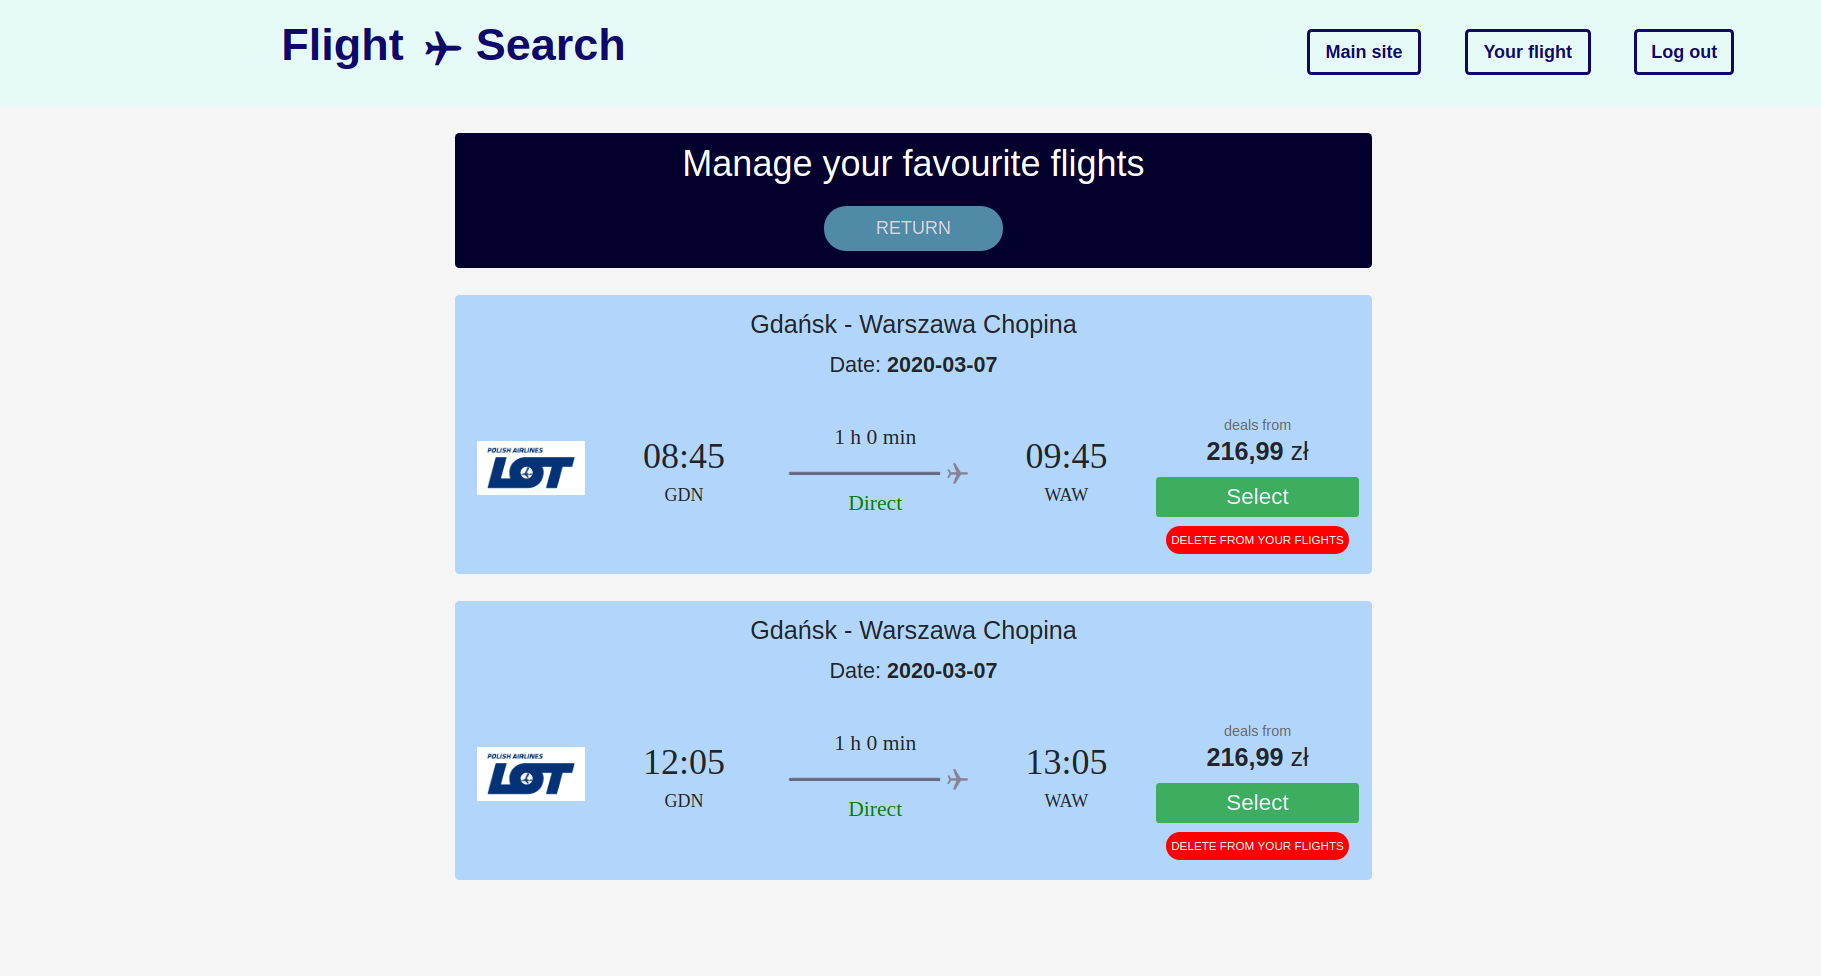 Flight Search
Main site
Your flight
Log out
Manage your favourite flights
RETURN
Gdańsk - Warszawa Chopina
Date: 2020-03-07
POLISH AIRLINES
LOT
08:45
GDN
1 h 0 min
Direct
09:45
WAW
deals from
216,99 zł
Select
DELETE FROM YOUR FLIGHTS
Gdańsk - Warszawa Chopina
Date: 2020-03-07
POLISH AIRLINES
LOT
12:05
GDN
1 h 0 min
Direct
13:05
WAW
deals from
216,99 zł
Select
DELETE FROM YOUR FLIGHTS